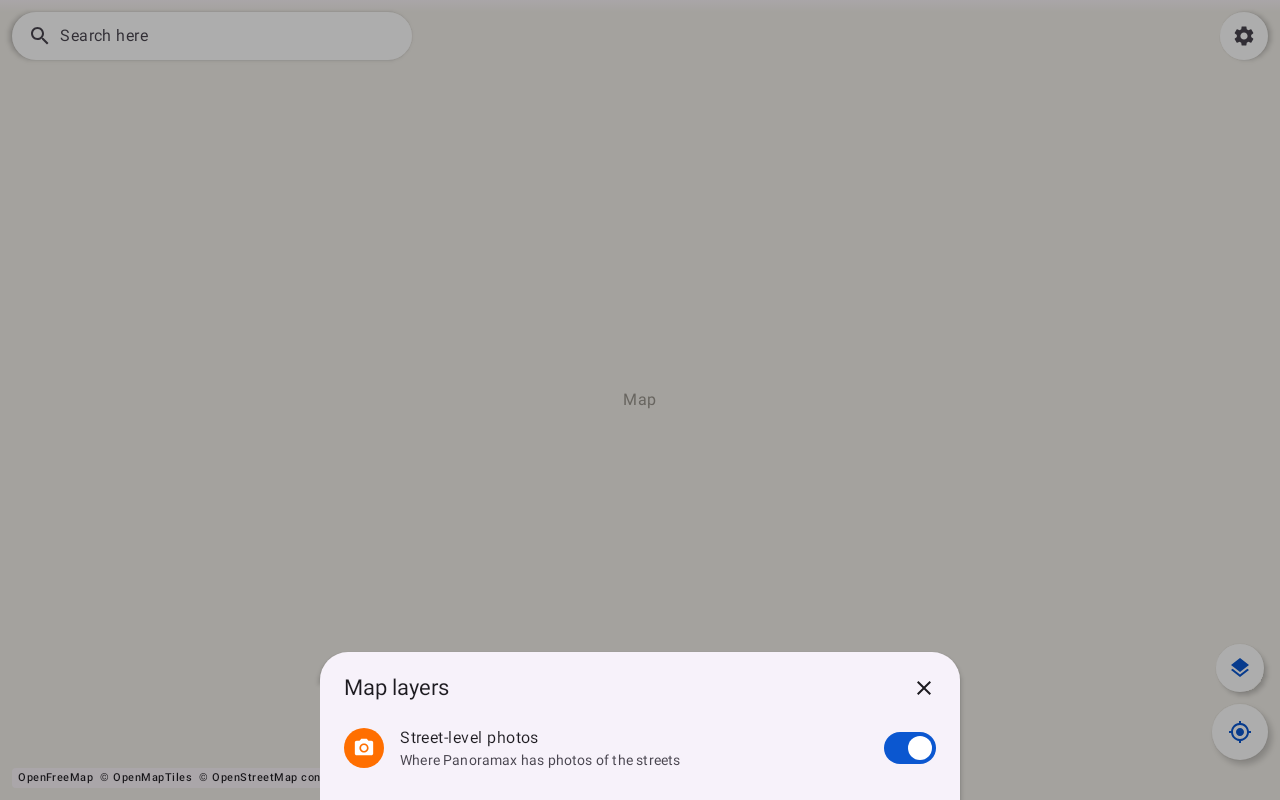 Search here
Map
Map layers
Street-level photos
Where Panoramax has photos of the streets
OpenFreeMap © OpenMapTiles © OpenStreetMap con